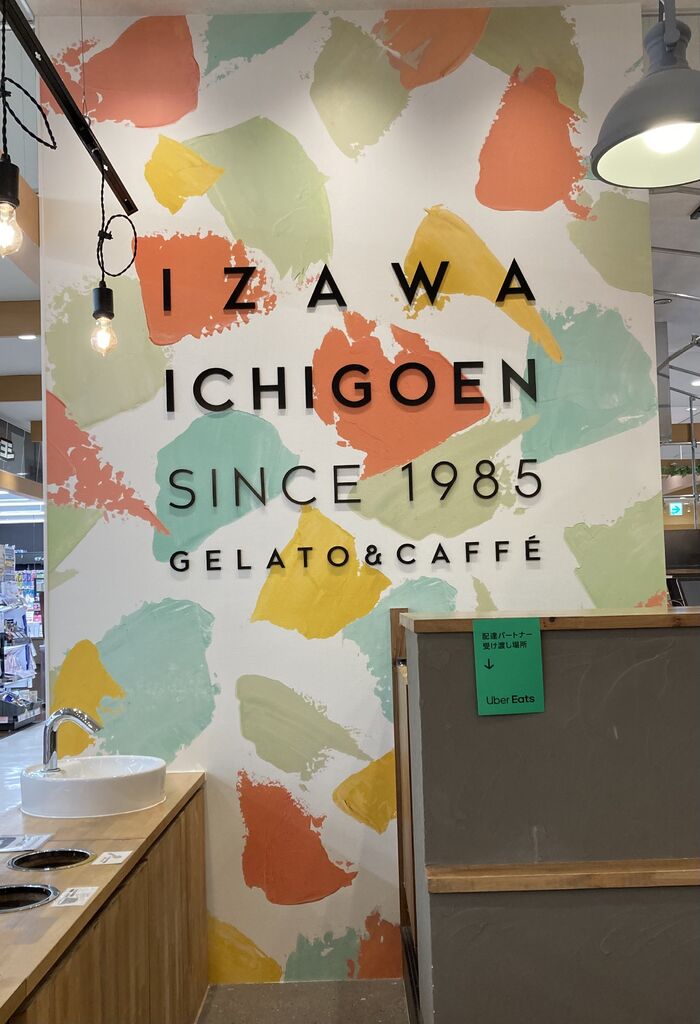 IZAWA
ICHIGOEN
SINCE 1985
GELATO&CAFFÉ
配達パートナー
受け渡し場所
↓
Uber Eats